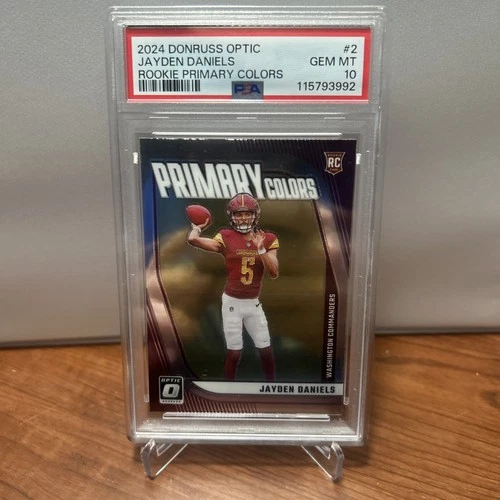 2024 DONRUSS OPTIC #2
JAYDEN DANIELS GEM MT
ROOKIE PRIMARY COLORS 10
PSA 115793992
PRIMARY COLORS
RC
COMMANDERS
5
WASHINGTON COMMANDERS
OPTIC
JAYDEN DANIELS